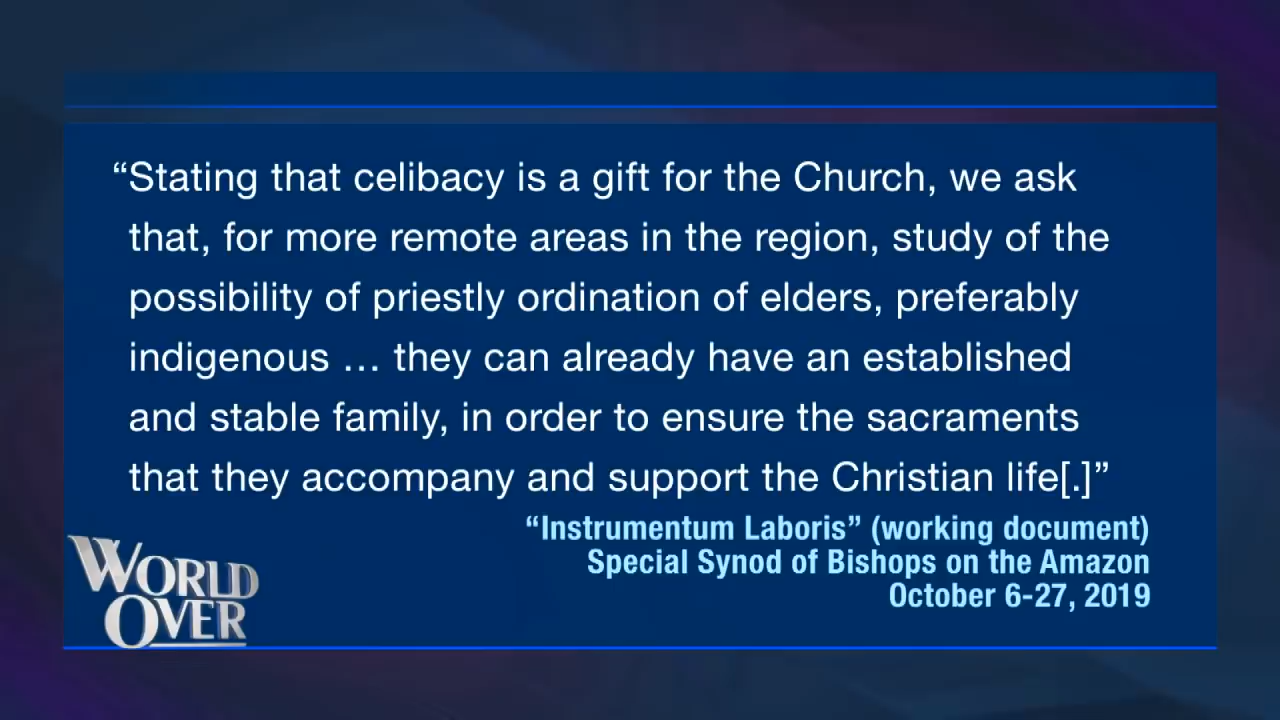 “Stating that celibacy is a gift for the Church, we ask
that, for more remote areas in the region, study of the
possibility of priestly ordination of elders, preferably
indigenous … they can already have an established
and stable family, in order to ensure the sacraments
that they accompany and support the Christian life[.]”
“Instrumentum Laboris” (working document)
Special Synod of Bishops on the Amazon
October 6-27, 2019
WORLD
OVER